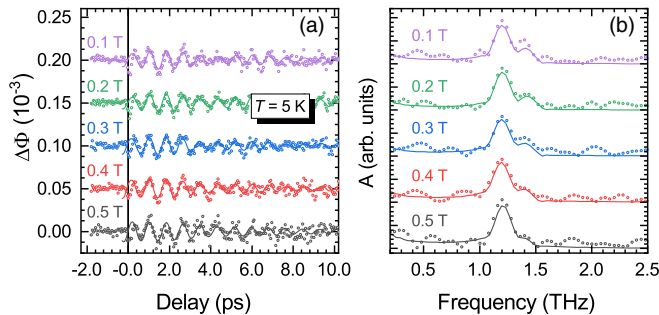 (a)
(b)
0.20
0.15
0.10
0.05
0.00
ΔΦ (10⁻³)
0.1 T
0.2 T
0.3 T
0.4 T
0.5 T
T = 5 K
-2.0 -0.0 2.0 4.0 6.0 8.0 10.0
Delay (ps)
A (arb. units)
0.1 T
0.2 T
0.3 T
0.4 T
0.5 T
0.5 1.0 1.5 2.0 2.5
Frequency (THz)